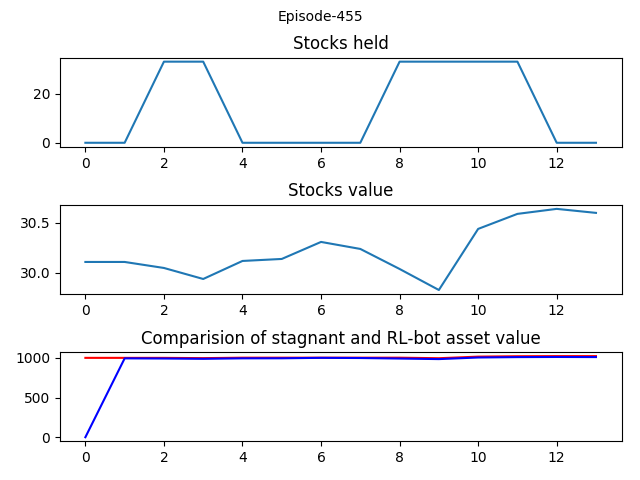 Episode-455
Stocks held
20
0
0 2 4 6 8 10 12
Stocks value
30.5
30.0
0 2 4 6 8 10 12
Comparision of stagnant and RL-bot asset value
1000
500
0
0 2 4 6 8 10 12